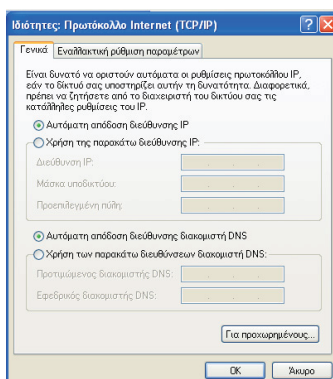 Ιδιότητες: Πρωτόκολλο Internet (TCP/IP)
Γενικά Εναλλακτική ρύθμιση παραμέτρων
Είναι δυνατό να οριστούν αυτόματα οι ρυθμίσεις πρωτοκόλλου IP,
εάν το δίκτυό σας υποστηρίζει αυτήν τη δυνατότητα. Διαφορετικά,
πρέπει να ζητήσετε από το διαχειριστή του δικτύου σας τις
κατάλληλες ρυθμίσεις του IP.
Αυτόματη απόδοση διεύθυνσης IP
Χρήση της παρακάτω διεύθυνσης IP:
Διεύθυνση IP:
Μάσκα υποδικτύου:
Προεπιλεγμένη πύλη:
Αυτόματη απόδοση διεύθυνσης διακομιστή DNS
Χρήση των παρακάτω διευθύνσεων διακομιστή DNS:
Προτιμώμενος διακομιστής DNS:
Εφεδρικός διακομιστής DNS:
Για προχωρημένους...
OK Άκυρο